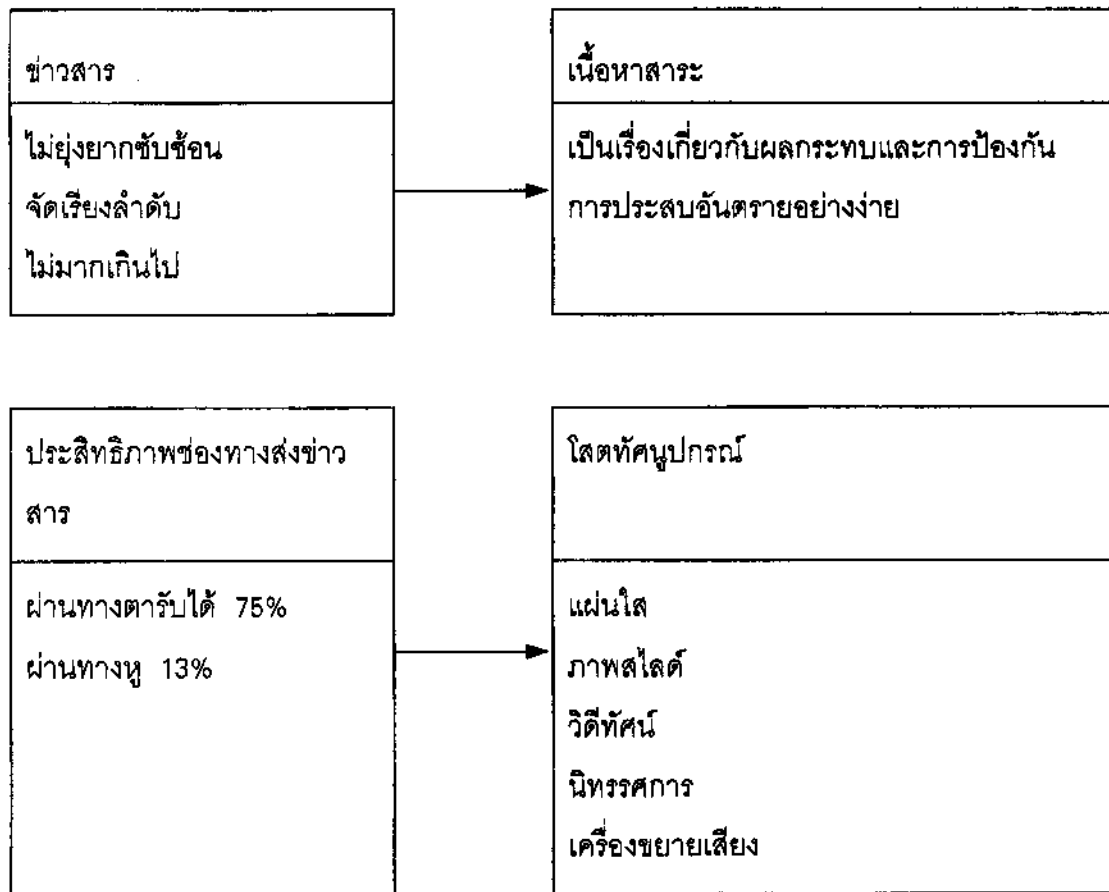 ข่าวสาร
ไม่ยุ่งยากซับซ้อน
จัดเรียงลำดับ
ไม่มากเกินไป
เนื้อหาสาระ
เป็นเรื่องเกี่ยวกับผลกระทบและการป้องกัน
การประสบอันตรายอย่างง่าย
ประสิทธิภาพช่องทางส่งข่าว
สาร
ผ่านทางตารับได้ 75%
ผ่านทางหู 13%
โสตทัศนูปกรณ์
แผ่นใส
ภาพสไลด์
วิดีทัศน์
นิทรรศการ
เครื่องขยายเสียง